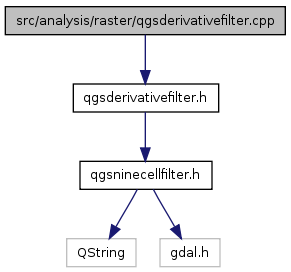 src/analysis/raster/qgsderivativefilter.cpp
qgsderivativefilter.h
qgsninecellfilter.h
QString
gdal.h